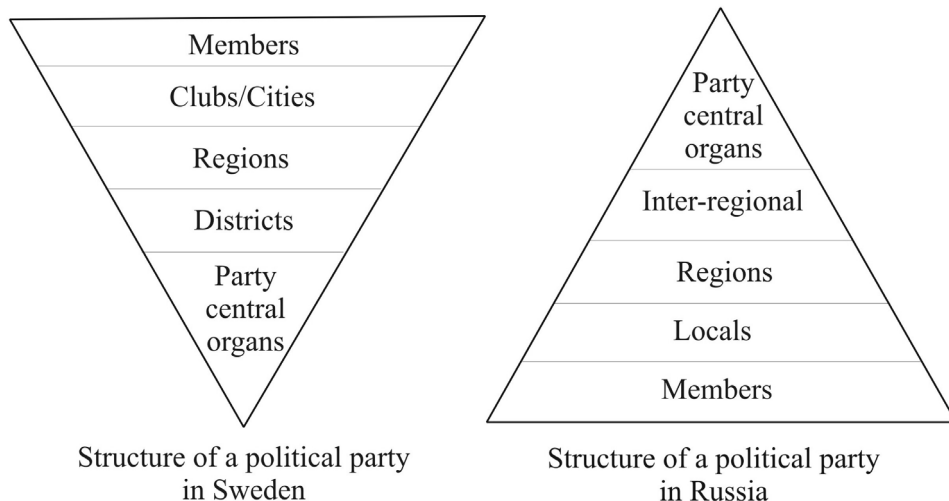 Members
Clubs/Cities
Regions
Districts
Party
central
organs
Structure of a political party
in Sweden
Party
central
organs
Inter-regional
Regions
Locals
Members
Structure of a political party
in Russia